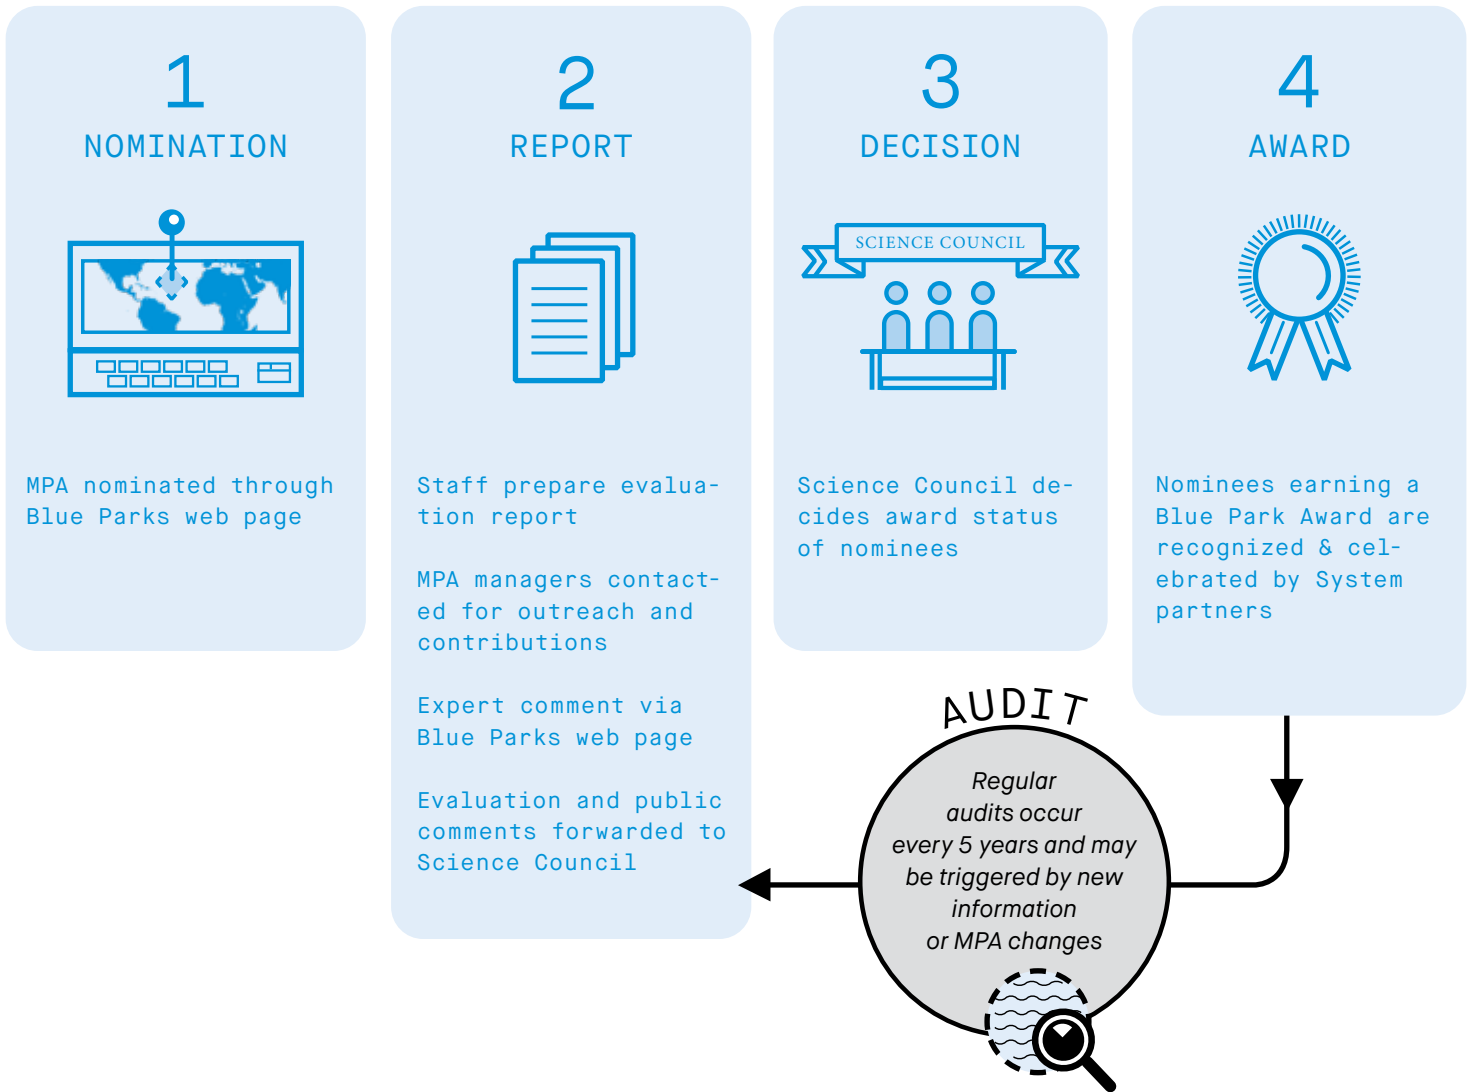 1
NOMINATION
MPA nominated through
Blue Parks web page
2
REPORT
Staff prepare evalua-
tion report
MPA managers contact-
ed for outreach and
contributions
Expert comment via
Blue Parks web page
Evaluation and public
comments forwarded to
Science Council
3
DECISION
SCIENCE COUNCIL
Science Council de-
cides award status
of nominees
4
AWARD
Nominees earning a
Blue Park Award are
recognized & cel-
ebrated by System
partners
AUDIT
Regular
audits occur
every 5 years and may
be triggered by new
information
or MPA changes